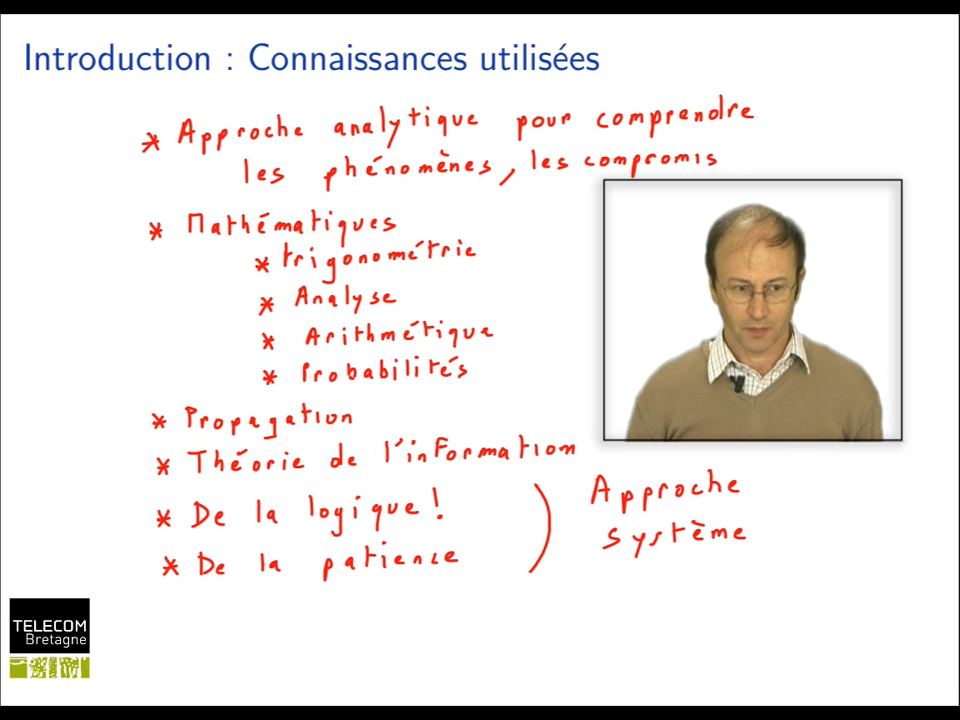 Introduction : Connaissances utilisées
* Approche analytique pour comprendre
les phénomènes, les compromis
* Mathématiques
* trigonométrie
* Analyse
* Arithmétique
* Probabilités
* Propagation
* Théorie de l'information
* De la logique !
* De la patience
Approche
système
TELECOM
Bretagne